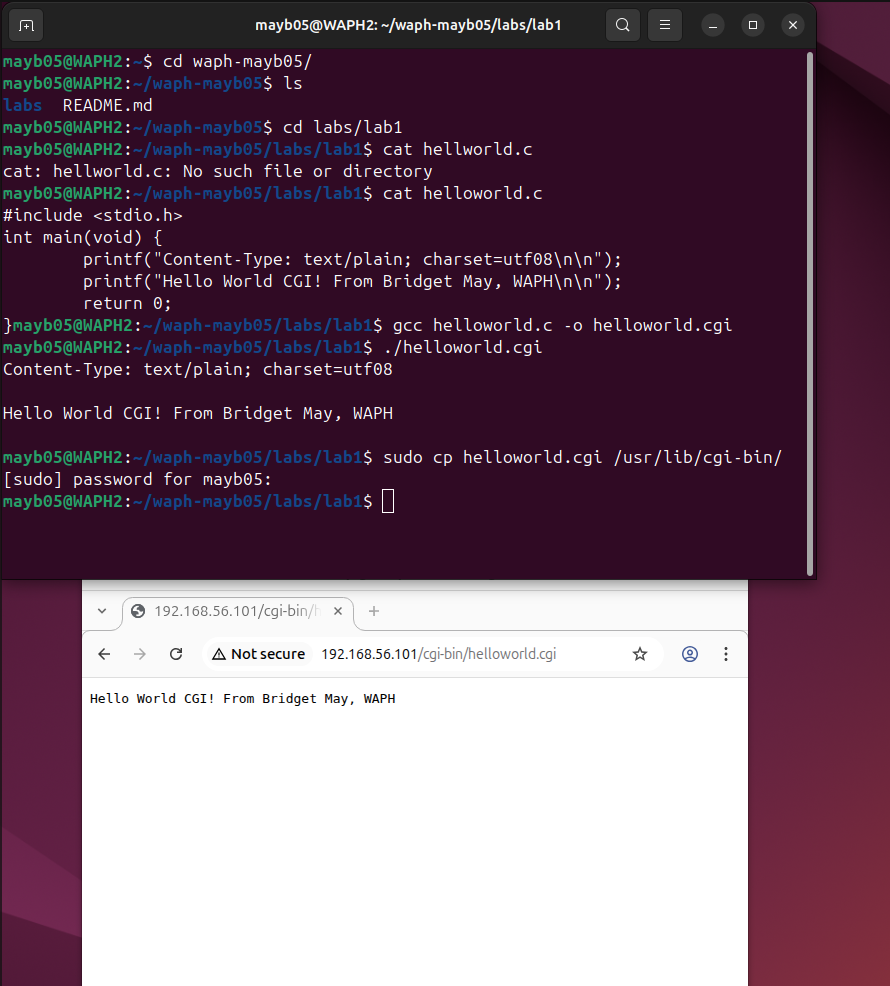 mayb05@WAPH2: ~/waph-mayb05/labs/lab1
mayb05@WAPH2:~$ cd waph-mayb05/
mayb05@WAPH2:~/waph-mayb05$ ls
labs  README.md
mayb05@WAPH2:~/waph-mayb05$ cd labs/lab1
mayb05@WAPH2:~/waph-mayb05/labs/lab1$ cat hellworld.c
cat: hellworld.c: No such file or directory
mayb05@WAPH2:~/waph-mayb05/labs/lab1$ cat helloworld.c
#include <stdio.h>
int main(void) {
        printf("Content-Type: text/plain; charset=utf08\n\n");
        printf("Hello World CGI! From Bridget May, WAPH\n\n");
        return 0;
}mayb05@WAPH2:~/waph-mayb05/labs/lab1$ gcc helloworld.c -o helloworld.cgi
mayb05@WAPH2:~/waph-mayb05/labs/lab1$ ./helloworld.cgi
Content-Type: text/plain; charset=utf08
Hello World CGI! From Bridget May, WAPH
mayb05@WAPH2:~/waph-mayb05/labs/lab1$ sudo cp helloworld.cgi /usr/lib/cgi-bin/
[sudo] password for mayb05:
mayb05@WAPH2:~/waph-mayb05/labs/lab1$
192.168.56.101/cgi-bin/h
Not secure 192.168.56.101/cgi-bin/helloworld.cgi
Hello World CGI! From Bridget May, WAPH